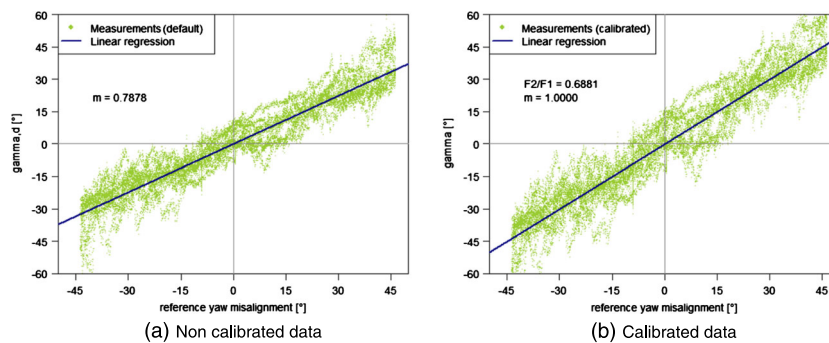 Measurements (default)
Linear regression
m = 0.7878
gamma,d [°]
60
45
30
15
0
-15
-30
-45
-60
-45
-30
-15
0
15
30
45
reference yaw misalignment [°]
(a) Non calibrated data
Measurements (calibrated)
Linear regression
F2/F1 = 0.6881
m = 1.0000
gamma [°]
60
45
30
15
0
-15
-30
-45
-60
-45
-30
-15
0
15
30
45
reference yaw misalignment [°]
(b) Calibrated data